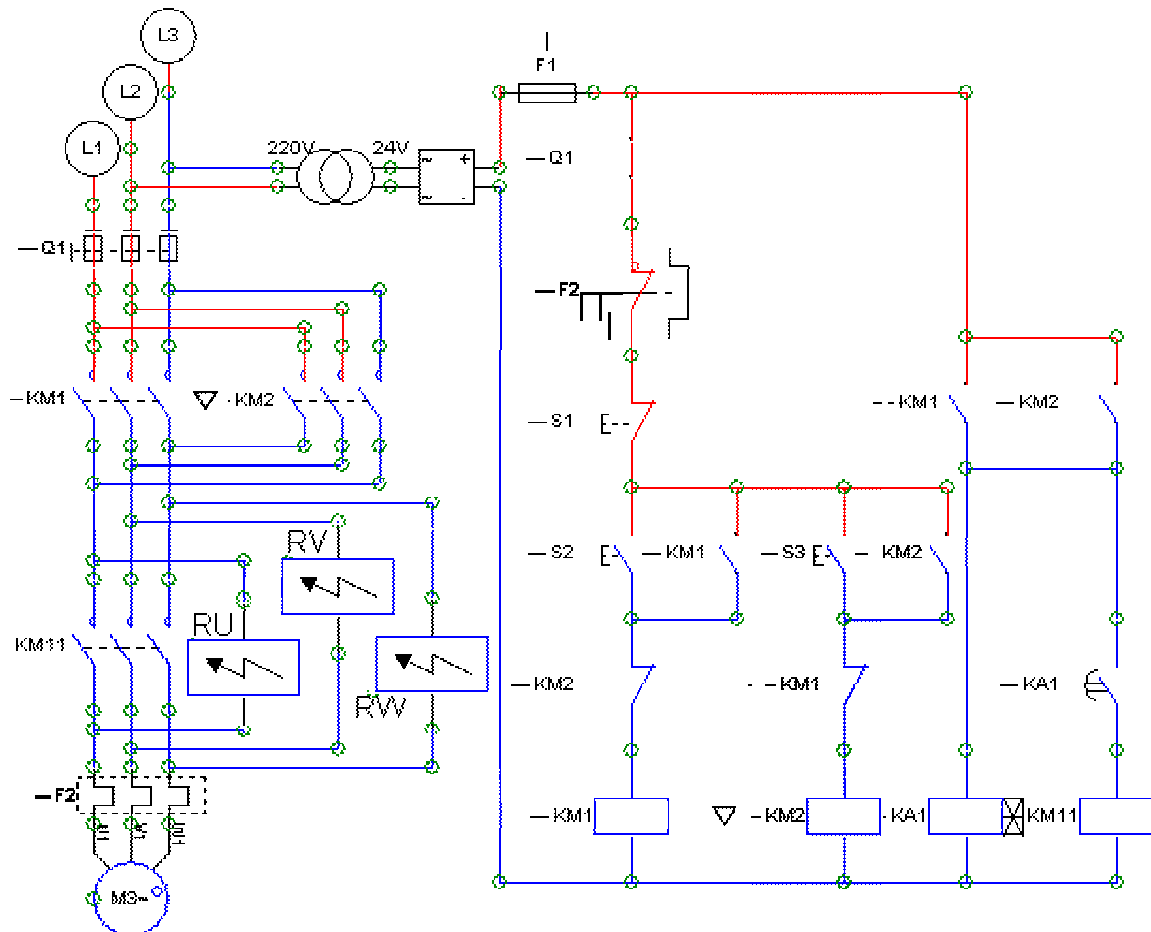 L3
L2
L1
F1
220V 24V
~ +
~ -
Q1
Q1
F2
KM1 KM2
KM1 KM2
S1
RV
RU
S2 KM1 S3 KM2
KM11
RW
KM2 KM1 KA1
F2
KM1 KM2 KA1 KM11
M3~